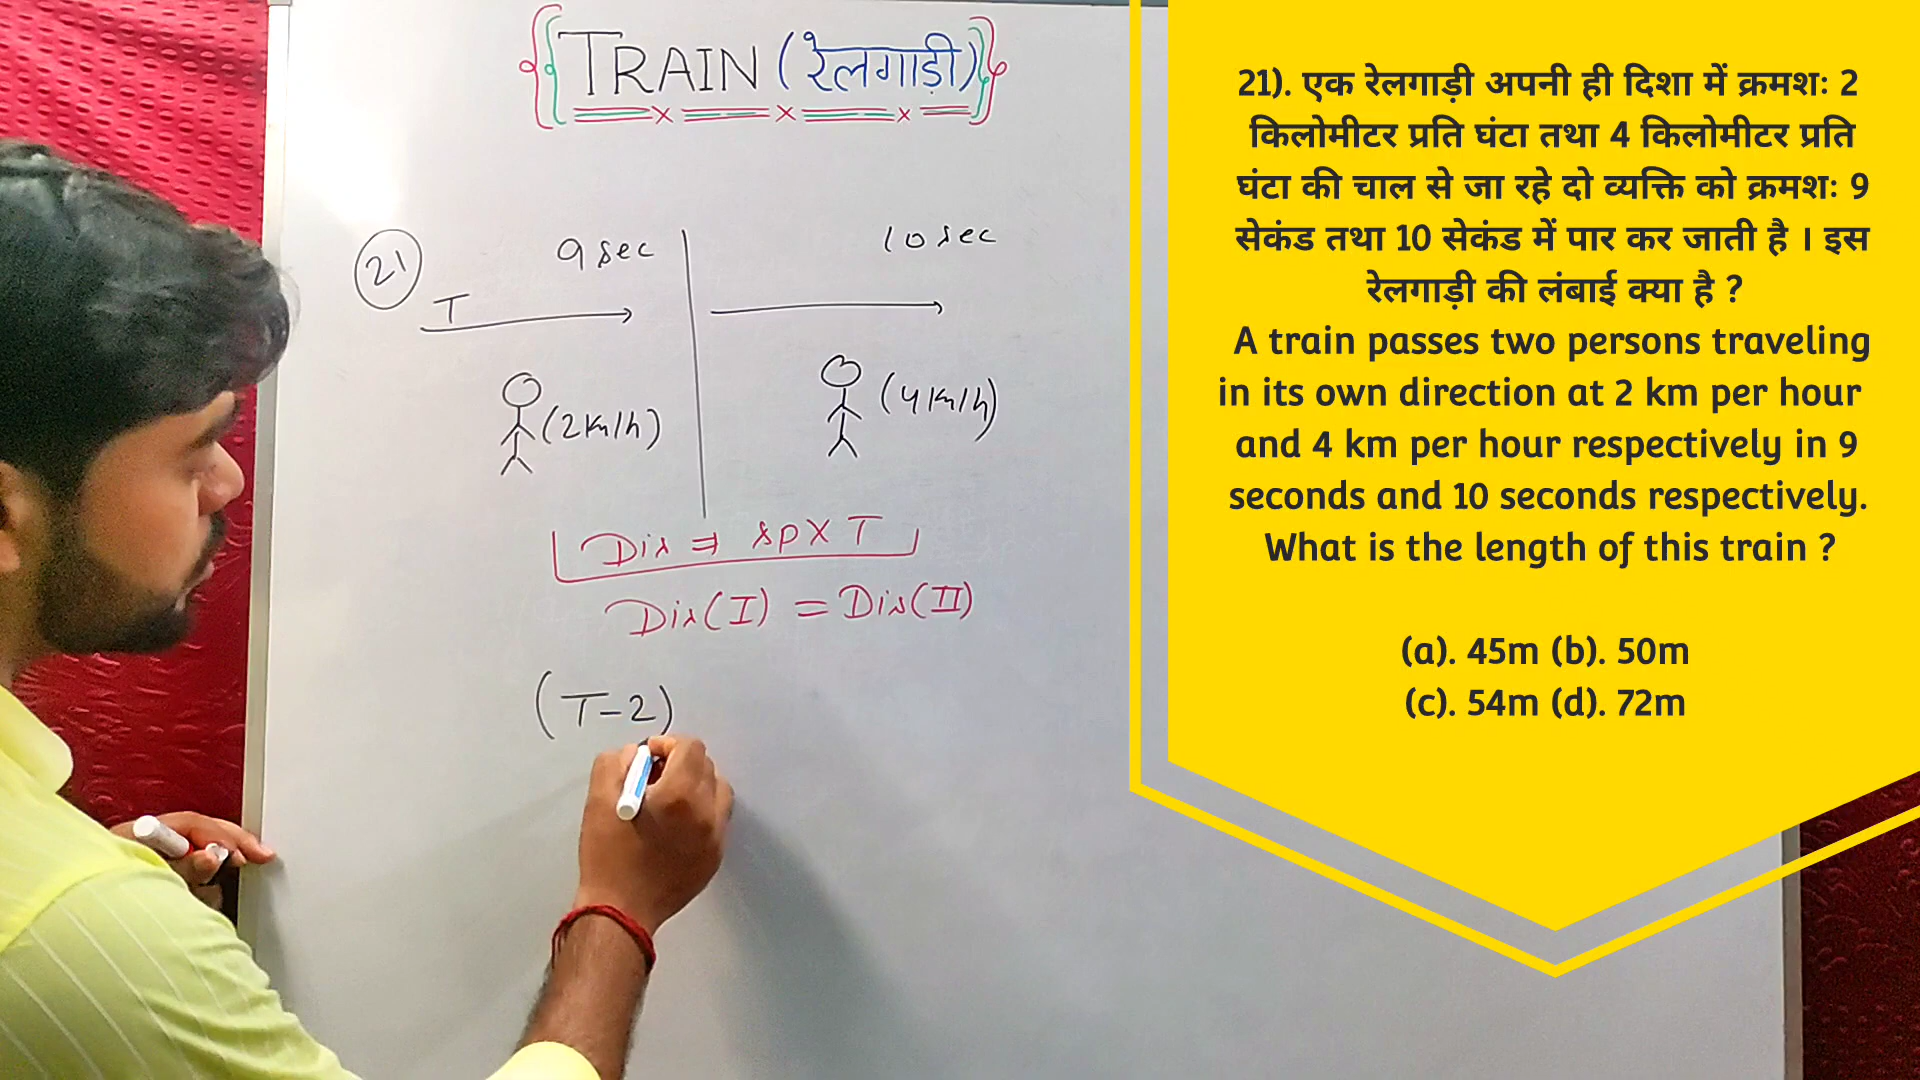 TRAIN (रेलगाड़ी)
21
9 sec
10 sec
T
(2Km/h)
(4Km/h)
Dis ⇒ sp X T
Dis(I) = Dis(II)
(T-2)
21). एक रेलगाड़ी अपनी ही दिशा में क्रमशः 2
किलोमीटर प्रति घंटा तथा 4 किलोमीटर प्रति
घंटा की चाल से जा रहे दो व्यक्ति को क्रमशः 9
सेकंड तथा 10 सेकंड में पार कर जाती है । इस
रेलगाड़ी की लंबाई क्या है ?
A train passes two persons traveling
in its own direction at 2 km per hour
and 4 km per hour respectively in 9
seconds and 10 seconds respectively.
What is the length of this train ?
(a). 45m (b). 50m
(c). 54m (d). 72m